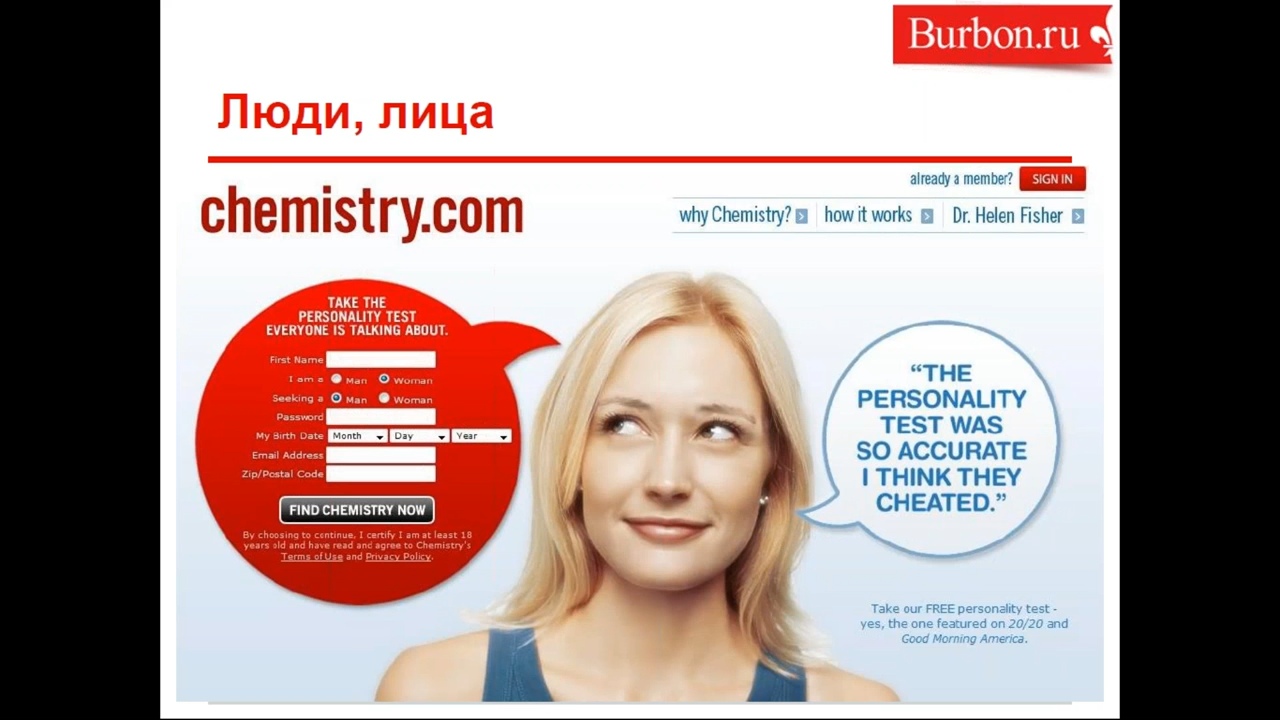 Burbon.ru
Люди, лица
already a member? SIGN IN
chemistry.com
why Chemistry? how it works Dr. Helen Fisher
TAKE THE
PERSONALITY TEST
EVERYONE IS TALKING ABOUT.
First Name
I am a Man Woman
Seeking a Man Woman
Password
My Birth Date Month Day Year
Email Address
Zip/Postal Code
FIND CHEMISTRY NOW
By choosing to continue, I certify I am at least 18
years old and have read and agree to Chemistry's
Terms of Use and Privacy Policy.
“THE
PERSONALITY
TEST WAS
SO ACCURATE
I THINK THEY
CHEATED.”
Take our FREE personality test -
yes, the one featured on 20/20 and
Good Morning America.